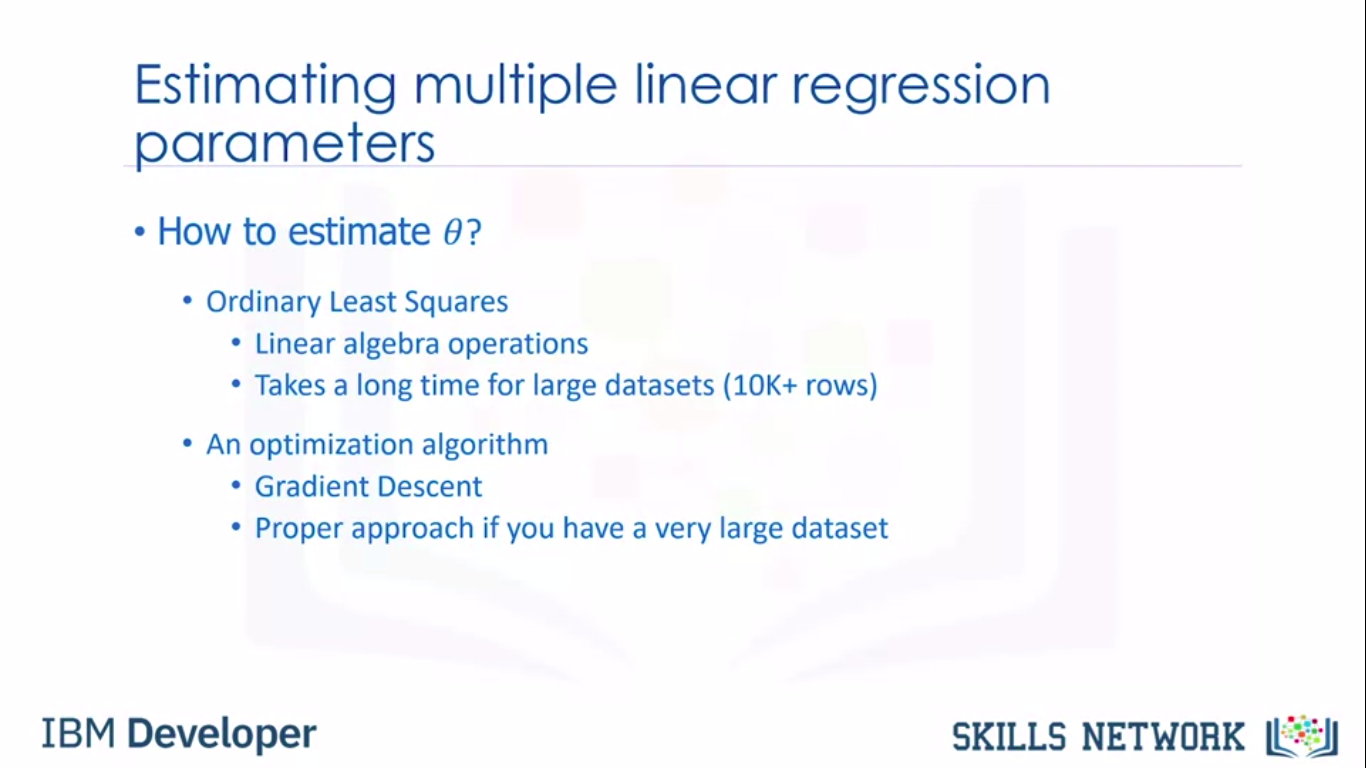 Estimating multiple linear regression
parameters
• How to estimate θ?
• Ordinary Least Squares
• Linear algebra operations
• Takes a long time for large datasets (10K+ rows)
• An optimization algorithm
• Gradient Descent
• Proper approach if you have a very large dataset
IBM Developer
SKILLS NETWORK